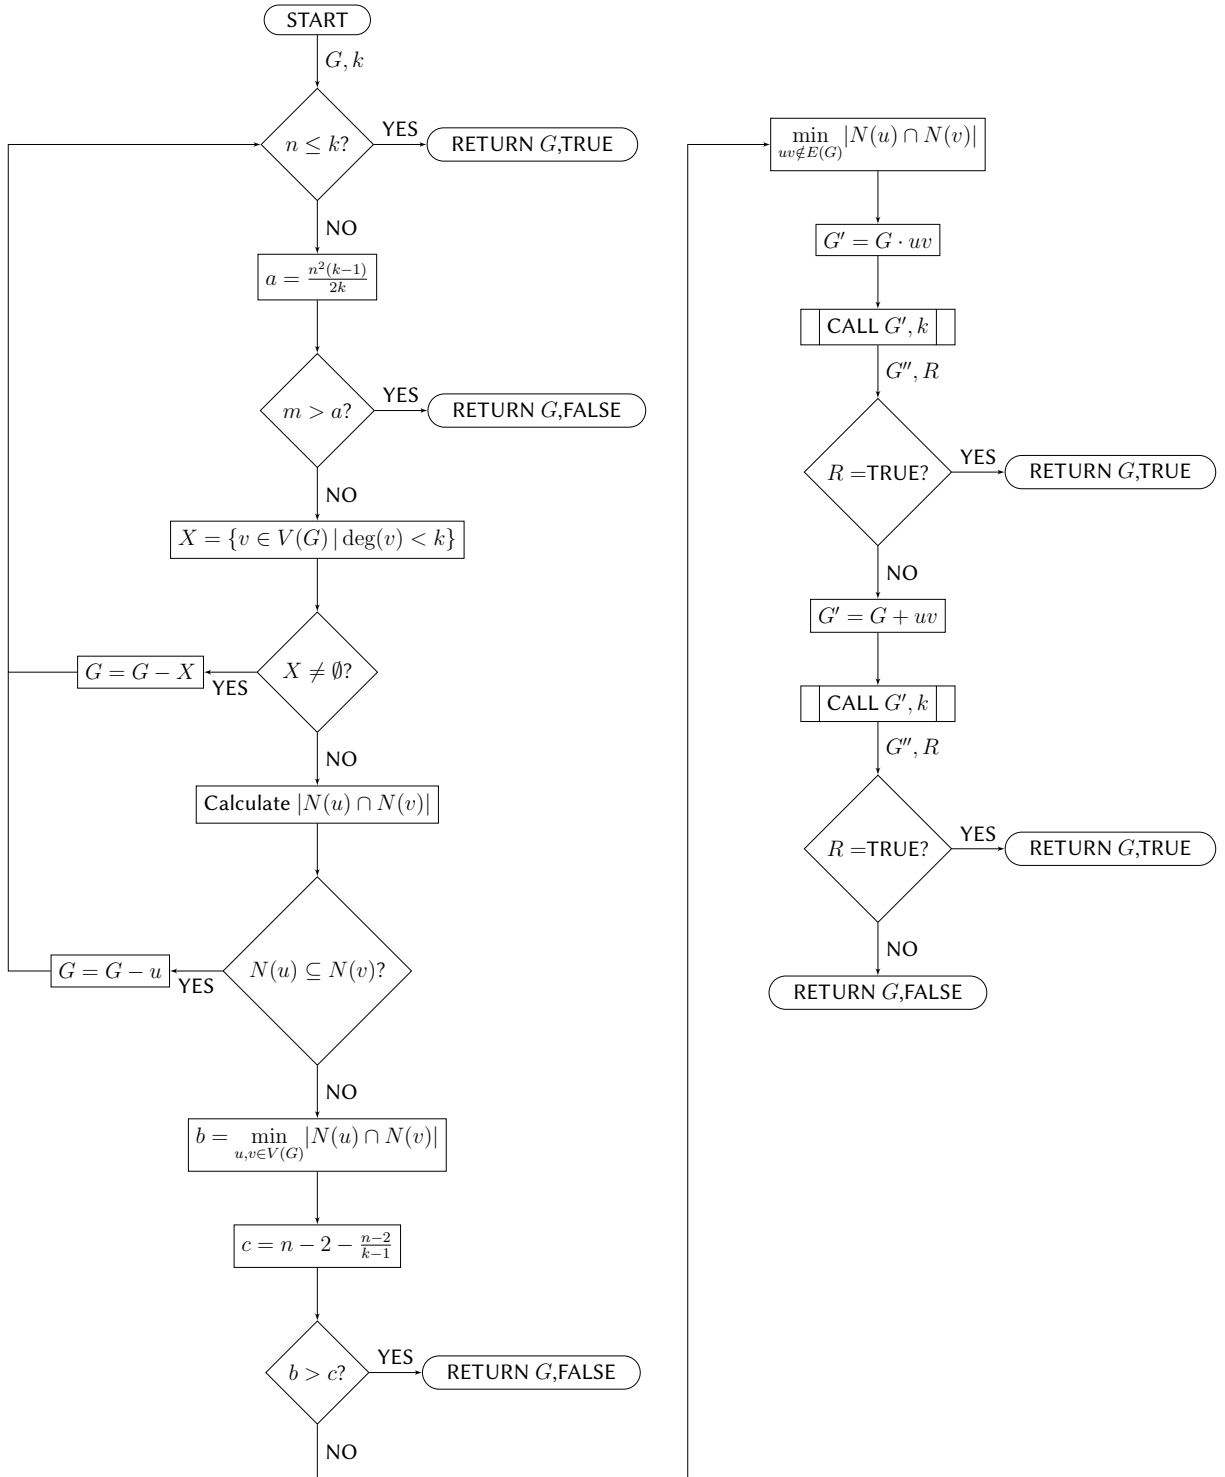 START
G, k
n ≤ k?
YES
RETURN G,TRUE
NO
a = n²(k−1)/2k
m > a?
YES
RETURN G,FALSE
NO
X = {v ∈ V(G) | deg(v) < k}
X ≠ ∅?
YES
G = G − X
NO
Calculate |N(u) ∩ N(v)|
N(u) ⊆ N(v)?
YES
G = G − u
NO
b = min u,v∈V(G) |N(u) ∩ N(v)|
c = n − 2 − n−2/k−1
b > c?
YES
RETURN G,FALSE
NO
min uv∉E(G) |N(u) ∩ N(v)|
G′ = G · uv
CALL G′, k
G′′, R
R =TRUE?
YES
RETURN G,TRUE
NO
G′ = G + uv
CALL G′, k
G′′, R
R =TRUE?
YES
RETURN G,TRUE
NO
RETURN G,FALSE